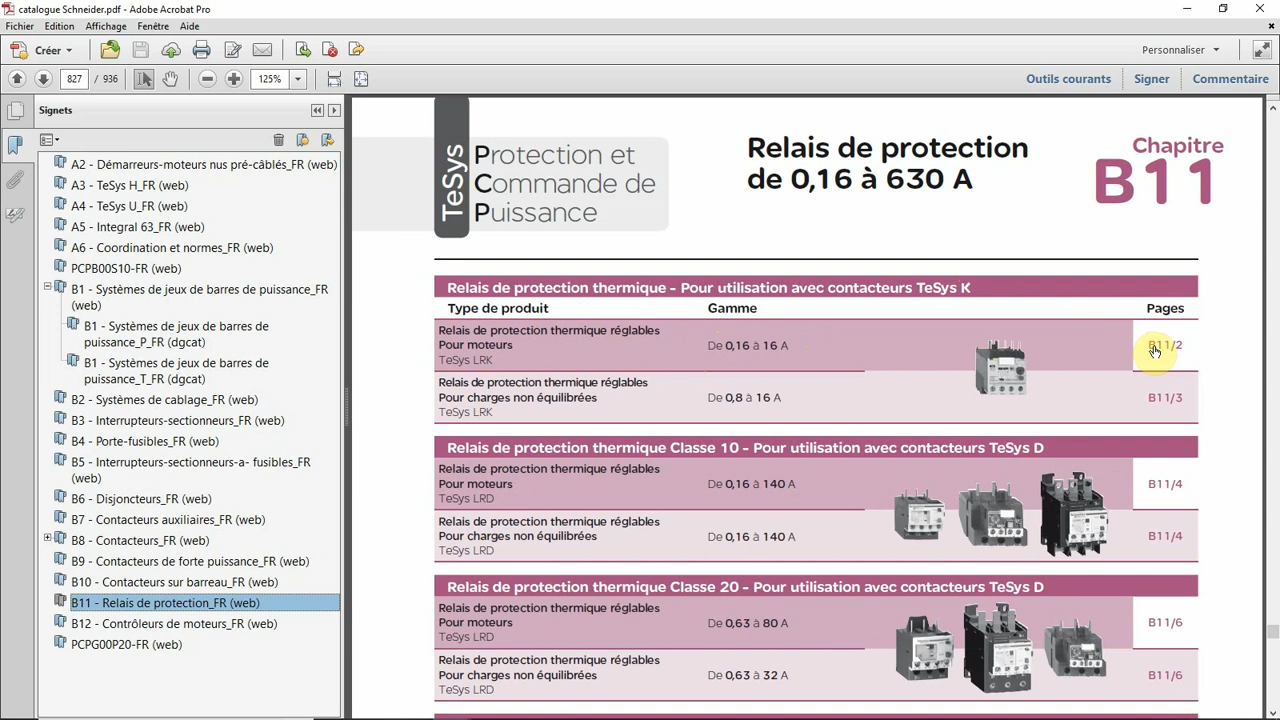 catalogue Schneider.pdf - Adobe Acrobat Pro
Fichier Edition Affichage Fenêtre Aide
Créer
Personnaliser
827 / 936
125%
Outils courants Signer Commentaire
Signets
A2 - Démarreurs-moteurs nus pré-câblés_FR (web)
A3 - TeSys H_FR (web)
A4 - TeSys U_FR (web)
A5 - Integral 63_FR (web)
A6 - Coordination et normes_FR (web)
PCPB00S10-FR (web)
B1 - Systèmes de jeux de barres de puissance_FR
(web)
B1 - Systèmes de jeux de barres de
puissance_P_FR (dgcat)
B1 - Systèmes de jeux de barres de
puissance_T_FR (dgcat)
B2 - Systèmes de cablage_FR (web)
B3 - Interrupteurs-sectionneurs_FR (web)
B4 - Porte-fusibles_FR (web)
B5 - Interrupteurs-sectionneurs-a- fusibles_FR
(web)
B6 - Disjoncteurs_FR (web)
B7 - Contacteurs auxiliaires_FR (web)
B8 - Contacteurs_FR (web)
B9 - Contacteurs de forte puissance_FR (web)
B10 - Contacteurs sur barreau_FR (web)
B11 - Relais de protection_FR (web)
B12 - Contrôleurs de moteurs_FR (web)
PCPG00P20-FR (web)
TeSys
Protection et
Commande de
Puissance
Relais de protection
de 0,16 à 630 A
Chapitre
B11
Relais de protection thermique - Pour utilisation avec contacteurs TeSys K
Type de produit Gamme Pages
Relais de protection thermique réglables
Pour moteurs De 0,16 à 16 A B11/2
TeSys LRK
Relais de protection thermique réglables
Pour charges non équilibrées De 0,8 à 16 A B11/3
TeSys LRK
Relais de protection thermique Classe 10 - Pour utilisation avec contacteurs TeSys D
Relais de protection thermique réglables
Pour moteurs De 0,16 à 140 A B11/4
TeSys LRD
Relais de protection thermique réglables
Pour charges non équilibrées De 0,16 à 140 A B11/4
TeSys LRD
Relais de protection thermique Classe 20 - Pour utilisation avec contacteurs TeSys D
Relais de protection thermique réglables
Pour moteurs De 0,63 à 80 A B11/6
TeSys LRD
Relais de protection thermique réglables
Pour charges non équilibrées De 0,63 à 32 A B11/6
TeSys LRD